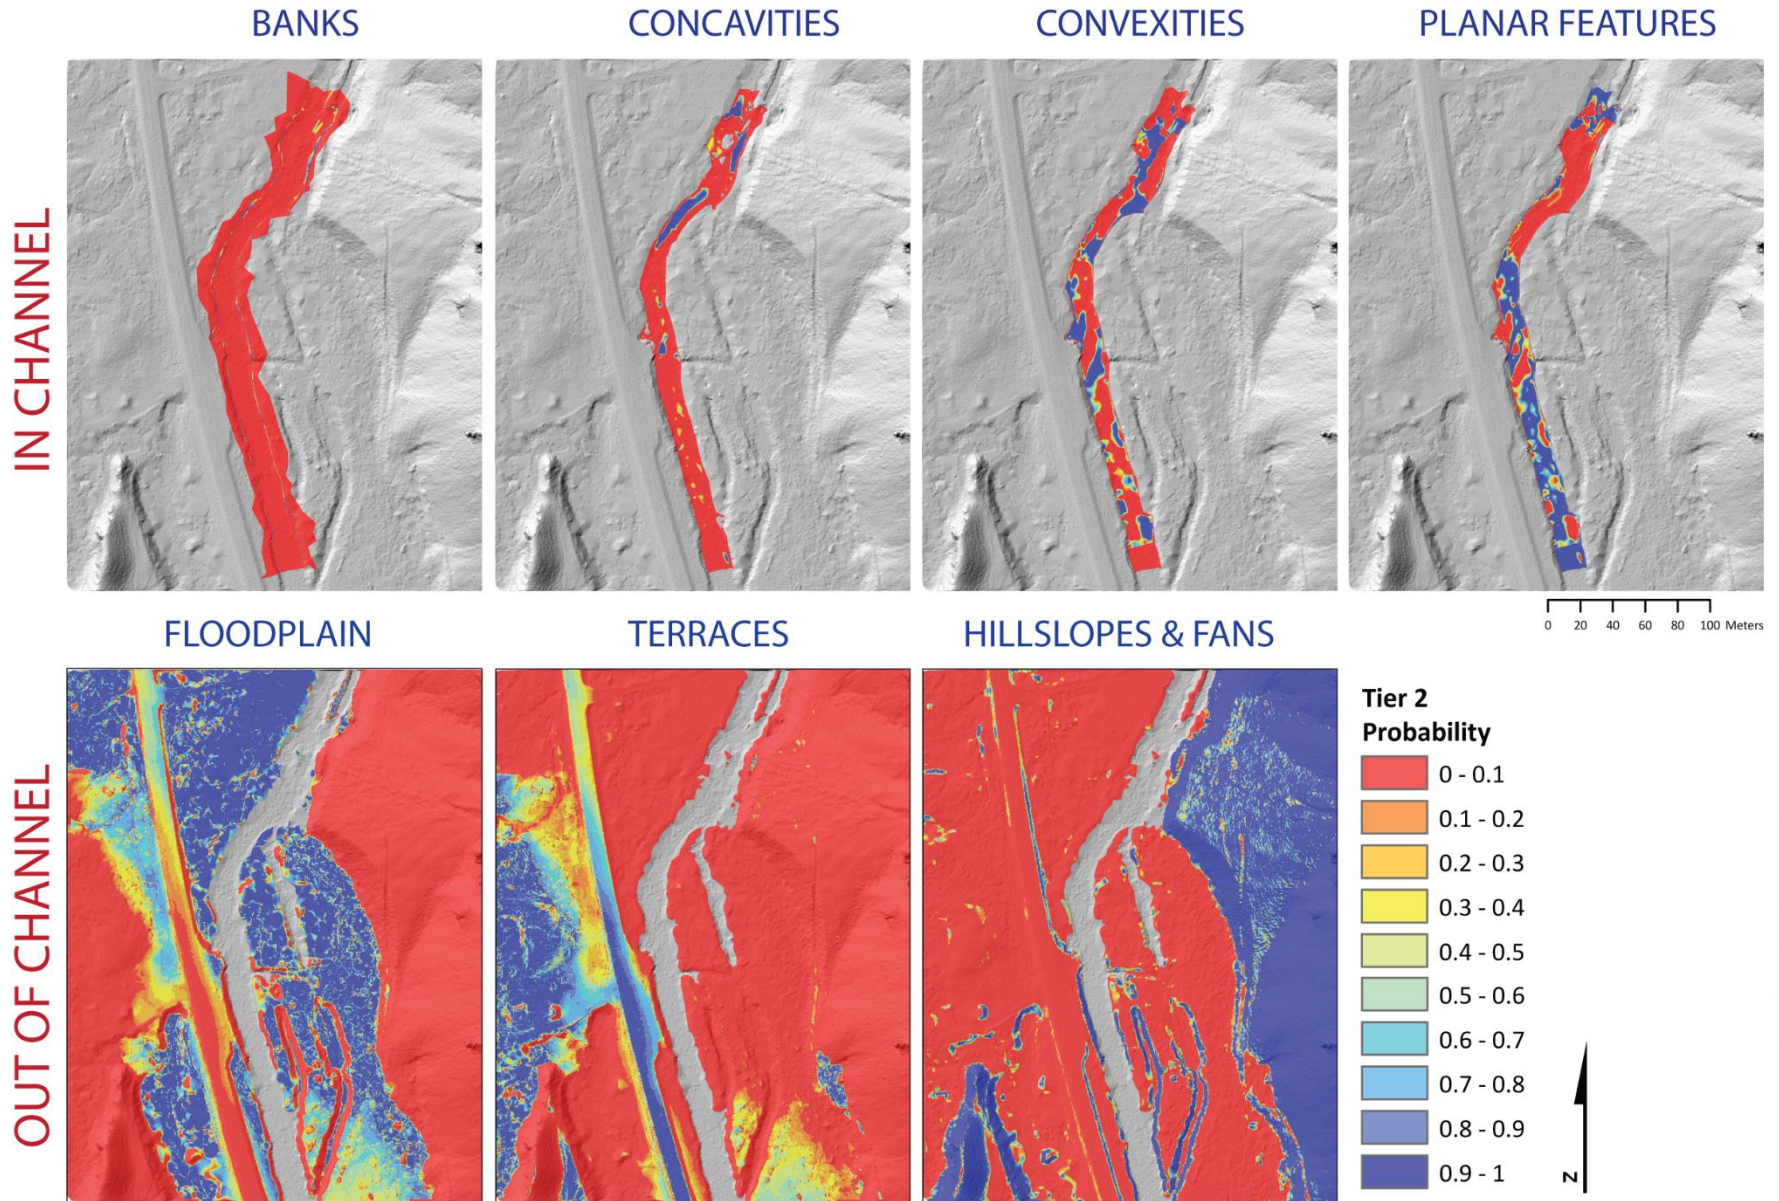 BANKS
CONCAVITIES
CONVEXITIES
PLANAR FEATURES
IN CHANNEL
0 20 40 60 80 100 Meters
FLOODPLAIN
TERRACES
HILLSLOPES & FANS
OUT OF CHANNEL
Tier 2
Probability
0 - 0.1
0.1 - 0.2
0.2 - 0.3
0.3 - 0.4
0.4 - 0.5
0.5 - 0.6
0.6 - 0.7
0.7 - 0.8
0.8 - 0.9
0.9 - 1
N